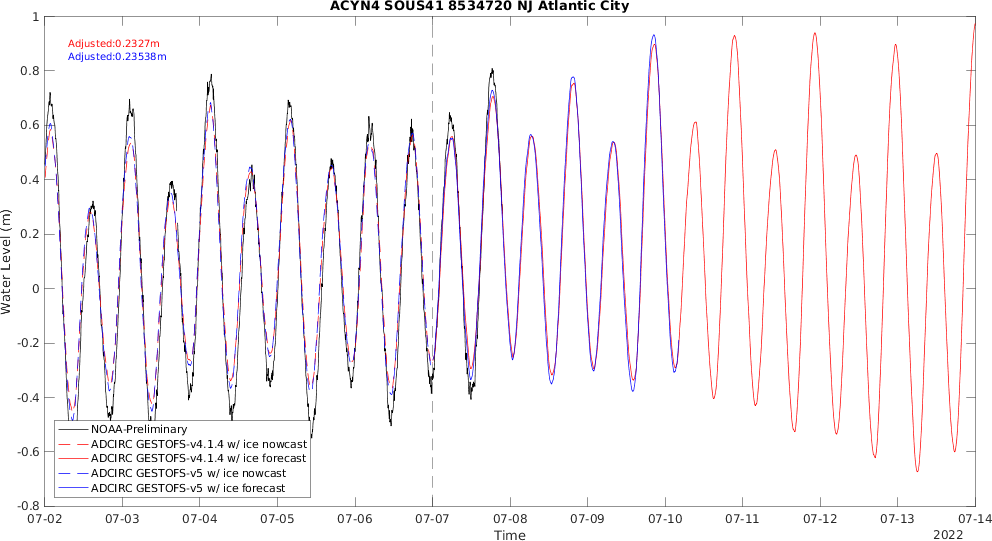 ACYN4 SOUS41 8534720 NJ Atlantic City
Adjusted:0.2327m
Adjusted:0.23538m
Water Level (m)
1
0.8
0.6
0.4
0.2
0
-0.2
-0.4
-0.6
-0.8
NOAA-Preliminary
ADCIRC GESTOFS-v4.1.4 w/ ice nowcast
ADCIRC GESTOFS-v4.1.4 w/ ice forecast
ADCIRC GESTOFS-v5 w/ ice nowcast
ADCIRC GESTOFS-v5 w/ ice forecast
07-02 07-03 07-04 07-05 07-06 07-07 07-08 07-09 07-10 07-11 07-12 07-13 07-14
Time
2022